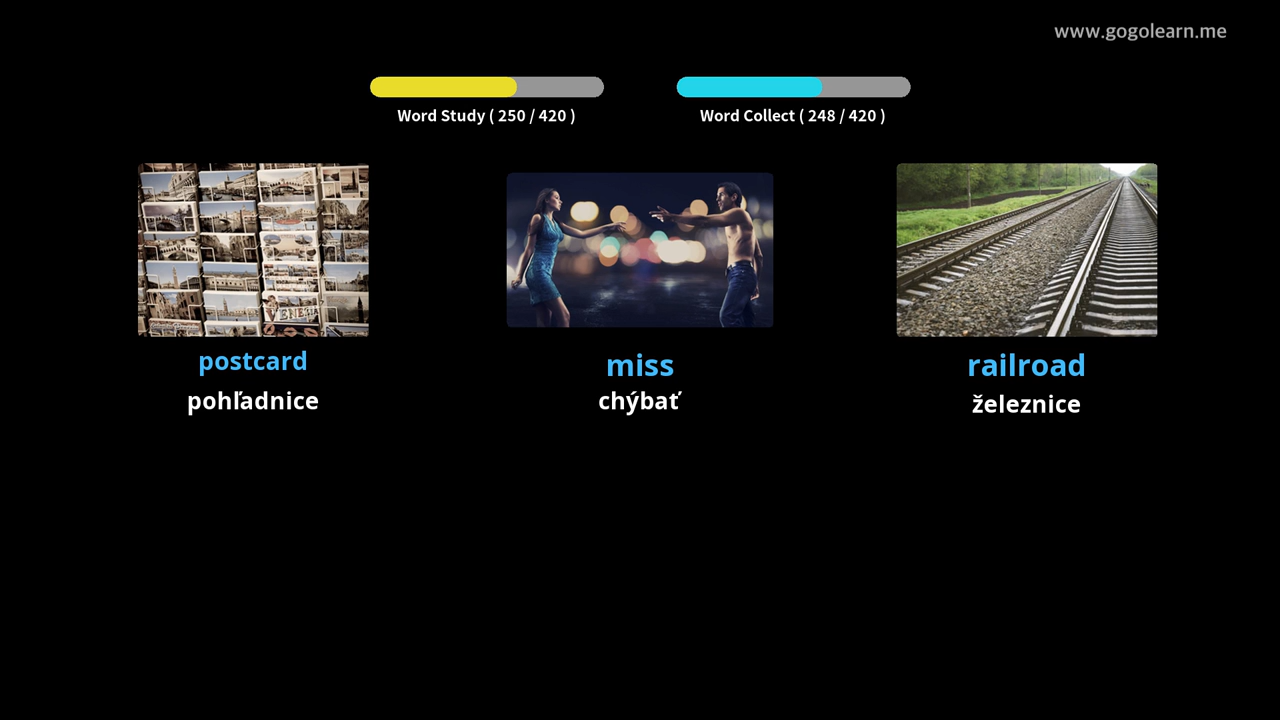 www.gogolearn.me
Word Study ( 250 / 420 )
Word Collect ( 248 / 420 )
postcard
pohľadnice
miss
chýbať
railroad
železnice